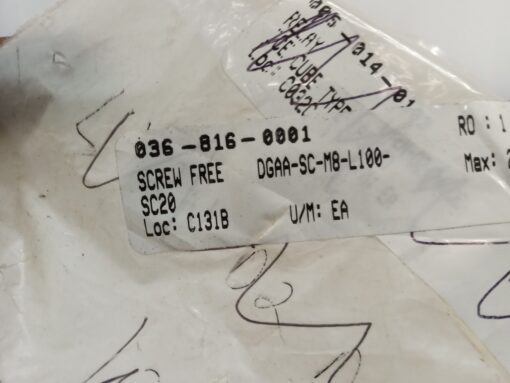 RELAY
CUBE TYPE
036-816-0001
RO : 1
SCREW FREE DGAA-SC-M8-L100-
Max: 2
SC20
Loc: C131B U/M: EA